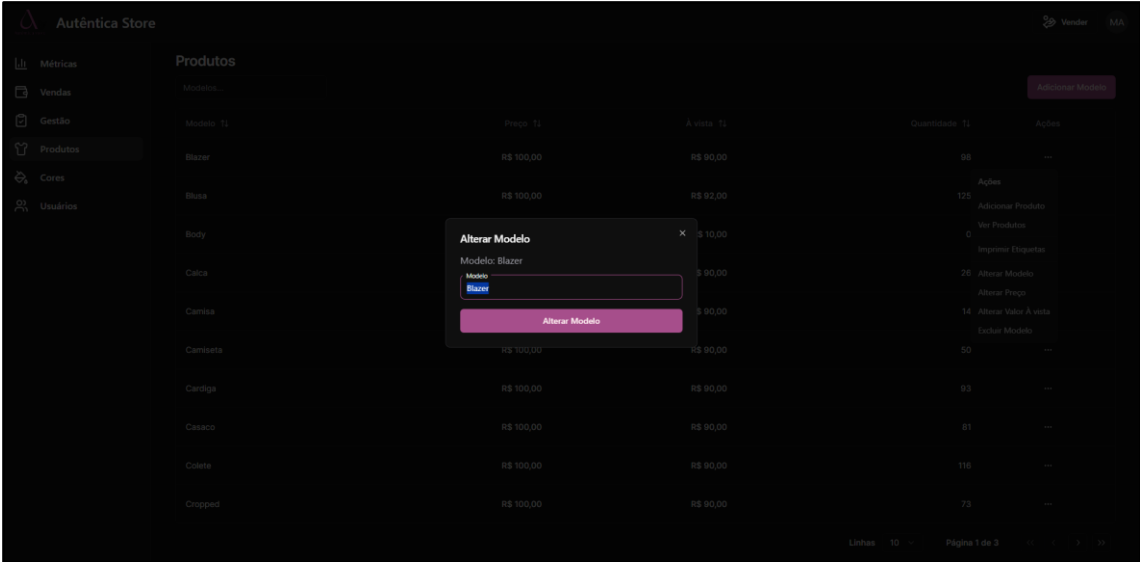 Autêntica Store
Vender MA
Métricas
Vendas
Gestão
Produtos
Cores
Usuários
Produtos
Modelos...
Adicionar Modelo
Modelo Preço À vista Quantidade Ações
Blazer R$ 100,00 R$ 90,00 98 ...
Blusa R$ 100,00 R$ 92,00 125
Body $ 10,00 0
Calca $ 90,00 26
Camisa $ 90,00 14
Camiseta R$ 100,00 R$ 90,00 50 ...
Cardiga R$ 100,00 R$ 90,00 93 ...
Casaco R$ 100,00 R$ 90,00 81 ...
Colete R$ 100,00 R$ 90,00 116 ...
Cropped R$ 100,00 R$ 90,00 73 ...
Ações
Adicionar Produto
Ver Produtos
Imprimir Etiquetas
Alterar Modelo
Alterar Preço
Alterar Valor À vista
Excluir Modelo
Alterar Modelo
Modelo: Blazer
Modelo
Blazer
Alterar Modelo
Linhas 10 Página 1 de 3